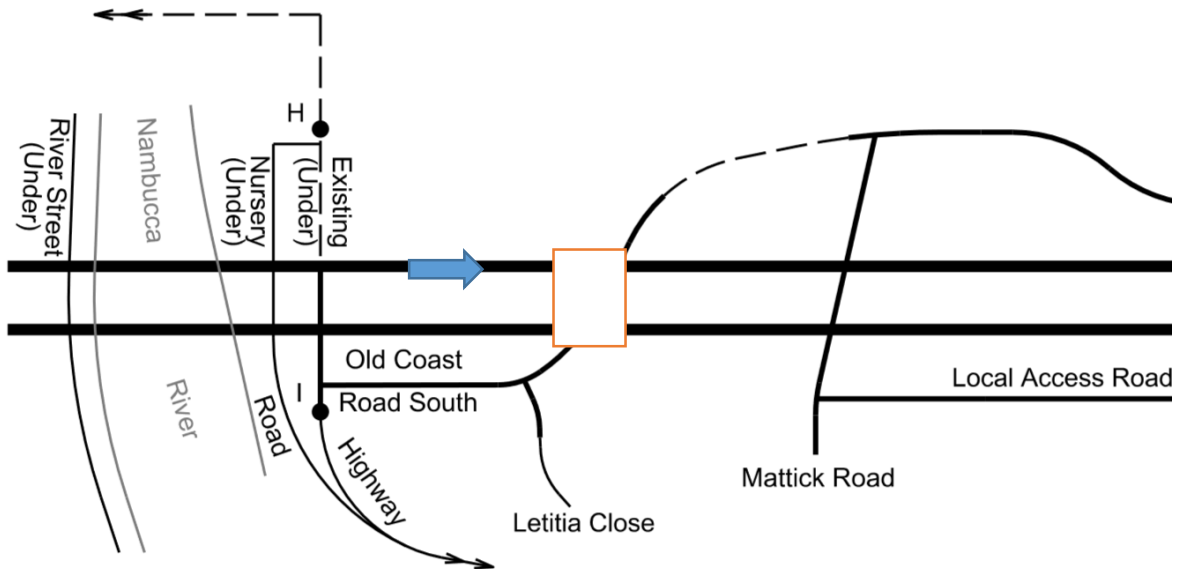 H
River Street
(Under)
Nambucca
Nursery
(Under)
Existing
(Under)
River
Road
I
Highway
Old Coast
Road South
Letitia Close
Local Access Road
Mattick Road